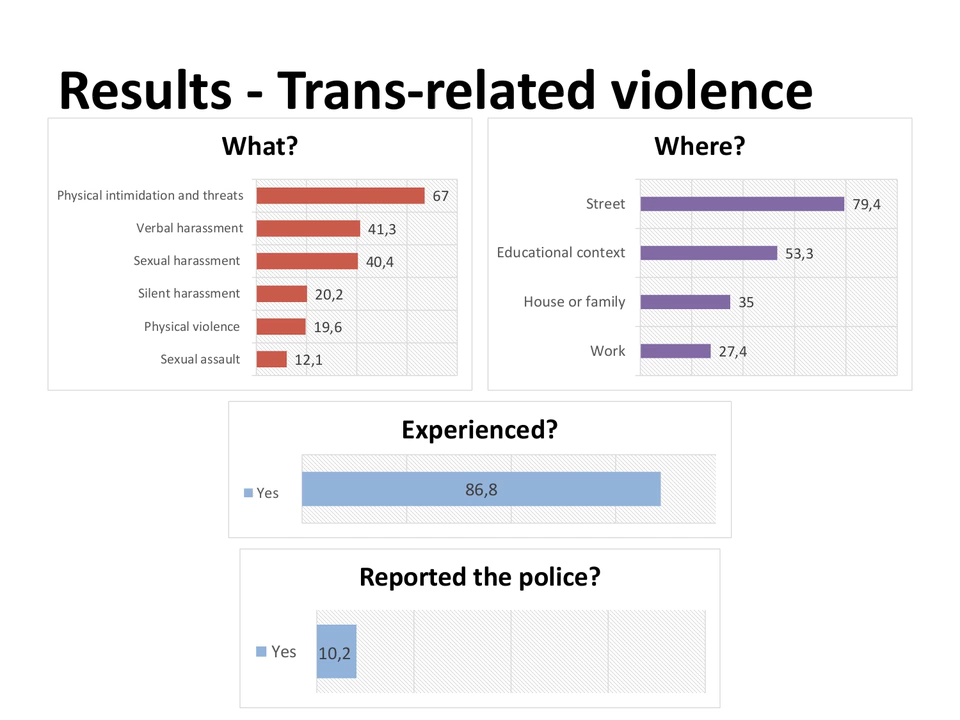 Results - Trans-related violence
What?
Physical intimidation and threats 67
Verbal harassment 41,3
Sexual harassment 40,4
Silent harassment 20,2
Physical violence 19,6
Sexual assault 12,1
Where?
Street 79,4
Educational context 53,3
House or family 35
Work 27,4
Experienced?
Yes 86,8
Reported the police?
Yes 10,2